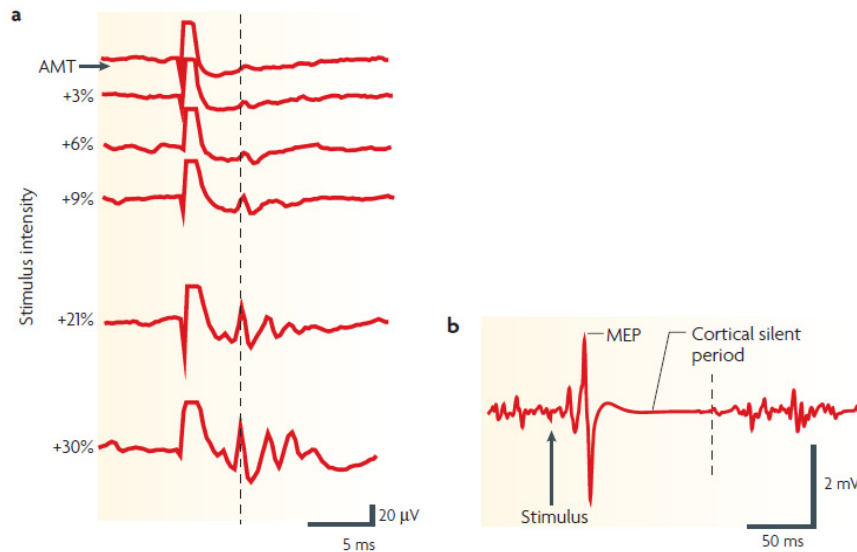 a
AMT
+3%
+6%
+9%
+21%
+30%
Stimulus intensity
20 µV
5 ms
b
MEP
Cortical silent
period
Stimulus
2 mV
50 ms